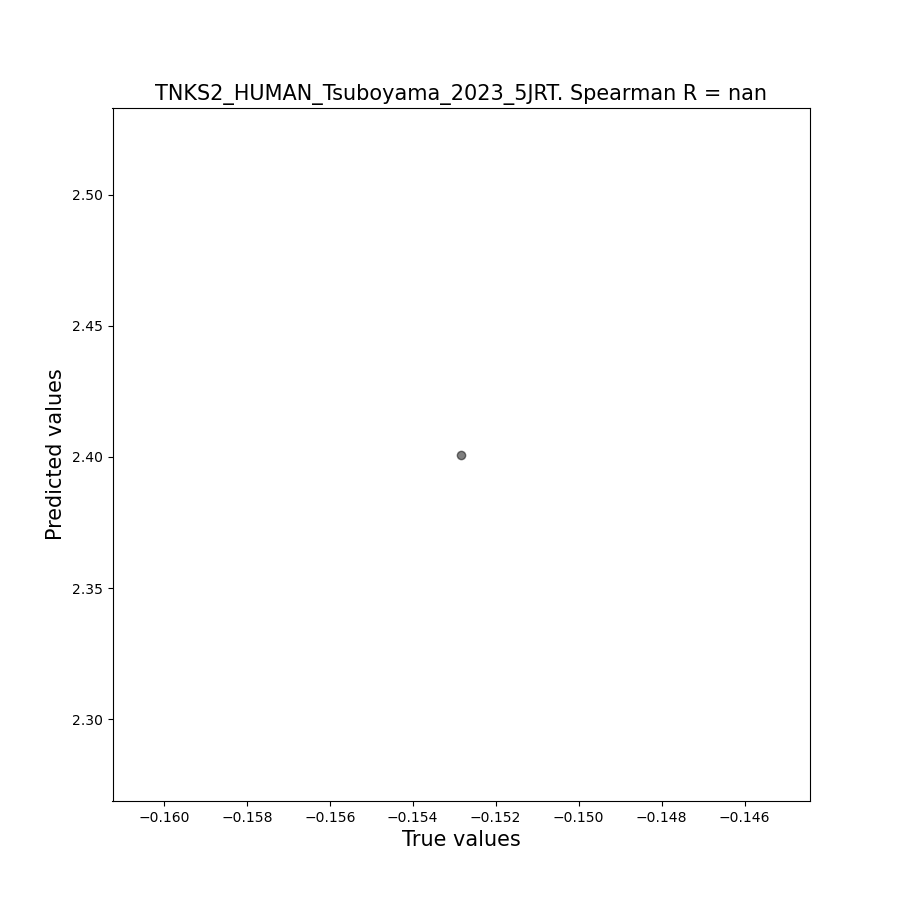 TNKS2_HUMAN_Tsuboyama_2023_5JRT. Spearman R = nan
2.50
2.45
2.40
2.35
2.30
Predicted values
−0.160 −0.158 −0.156 −0.154 −0.152 −0.150 −0.148 −0.146
True values